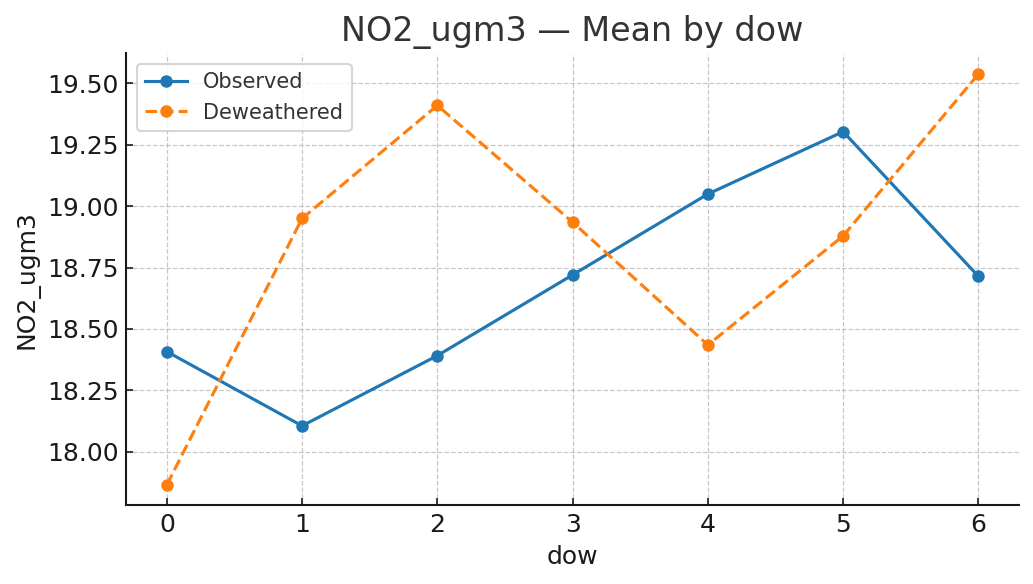 NO2_ugm3 — Mean by dow
Observed
Deweathered
NO2_ugm3
19.50
19.25
19.00
18.75
18.50
18.25
18.00
0 1 2 3 4 5 6
dow